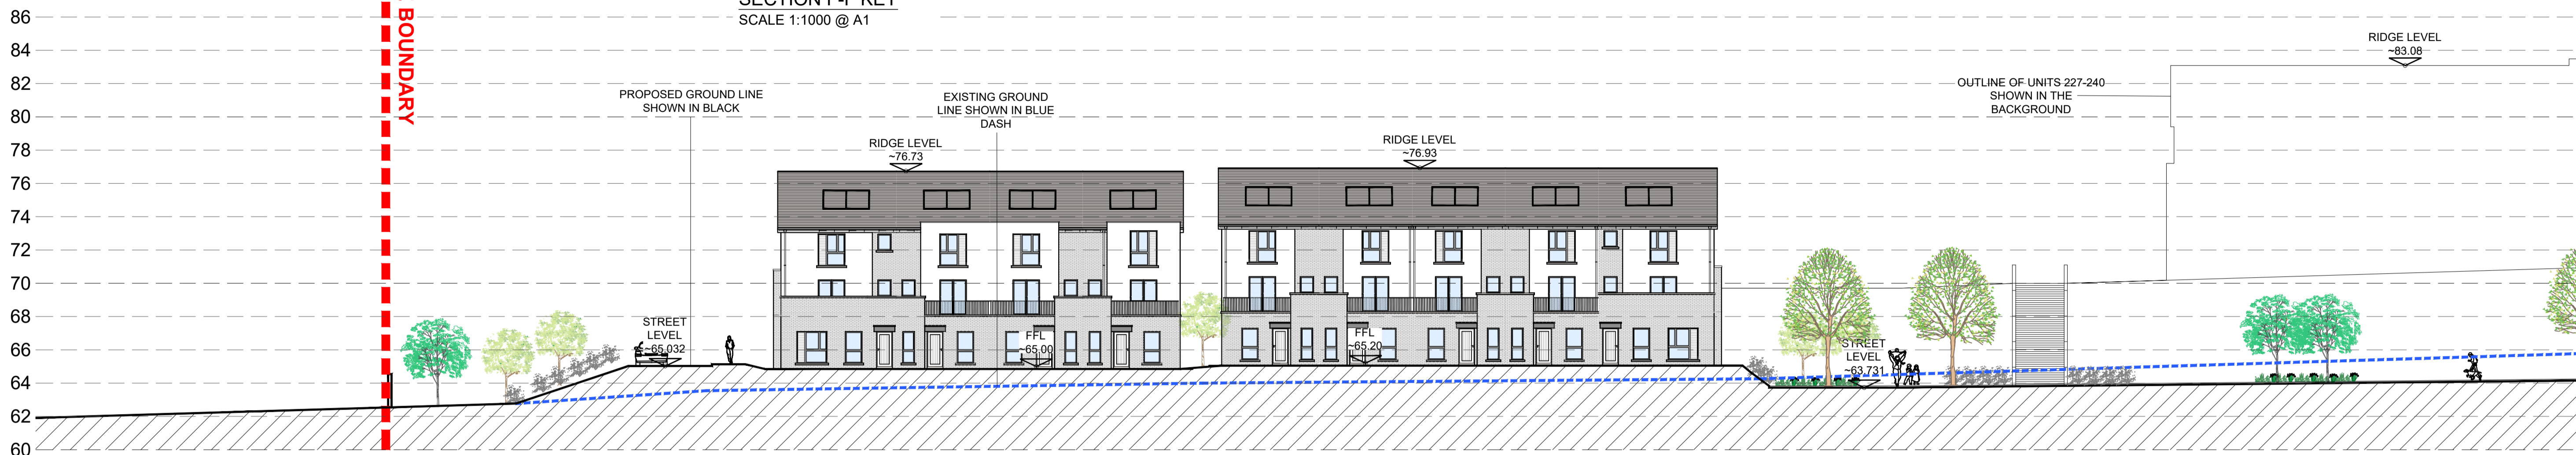 SECTION F-F KEY
SCALE 1:1000 @ A1
BOUNDARY
86
84
82
80
78
76
74
72
70
68
66
64
62
60
PROPOSED GROUND LINE
SHOWN IN BLACK
EXISTING GROUND
LINE SHOWN IN BLUE
DASH
RIDGE LEVEL
~76.73
RIDGE LEVEL
~76.93
OUTLINE OF UNITS 227-240
SHOWN IN THE
BACKGROUND
RIDGE LEVEL
~83.08
STREET
LEVEL
~65.032
FFL
~65.00
FFL
~65.20
STREET
LEVEL
~63.731